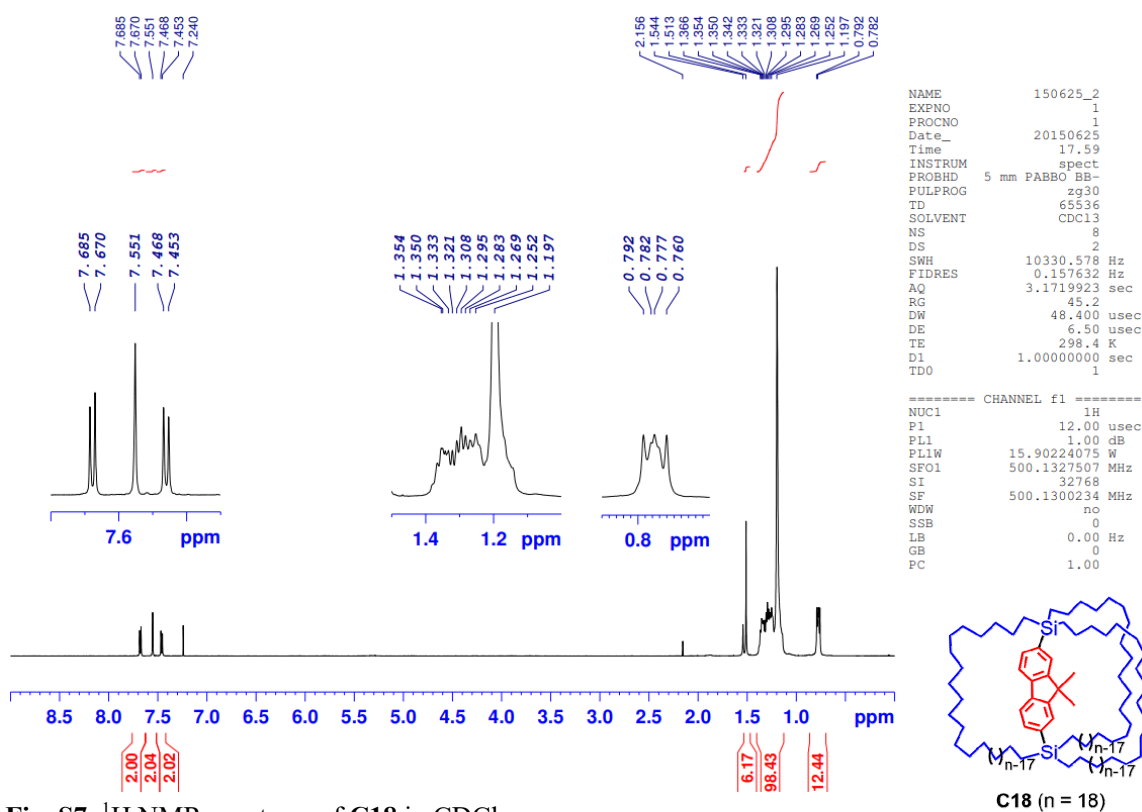 7.685
7.670
7.551
7.468
7.453
7.240
2.156
1.544
1.513
1.366
1.354
1.350
1.342
1.333
1.321
1.308
1.295
1.283
1.269
1.252
1.197
0.792
0.782
NAME 150625_2
EXPNO 1
PROCNO 1
Date_ 20150625
Time 17.59
INSTRUM spect
PROBHD 5 mm PABBO BB-
PULPROG zg30
TD 65536
SOLVENT CDCl3
NS 8
DS 2
SWH 10330.578 Hz
FIDRES 0.157632 Hz
AQ 3.1719923 sec
RG 45.2
DW 48.400 usec
DE 6.50 usec
TE 298.4 K
D1 1.00000000 sec
TD0 1
======== CHANNEL f1 ========
NUC1 1H
P1 12.00 usec
PL1 1.00 dB
PL1W 15.90224075 W
SFO1 500.1327507 MHz
SI 32768
SF 500.1300234 MHz
WDW no
SSB 0
LB 0.00 Hz
GB 0
PC 1.00
7.685
7.670
7.551
7.468
7.453
1.354
1.350
1.333
1.321
1.308
1.295
1.283
1.269
1.252
1.197
0.792
0.782
0.777
0.760
7.6 ppm
1.4 1.2 ppm
0.8 ppm
8.5 8.0 7.5 7.0 6.5 6.0 5.5 5.0 4.5 4.0 3.5 3.0 2.5 2.0 1.5 1.0 ppm
2.00
2.04
2.02
6.17
98.43
12.44
Si
Si
( )n-17
( )n-17
( )n-17
C18 (n = 18)